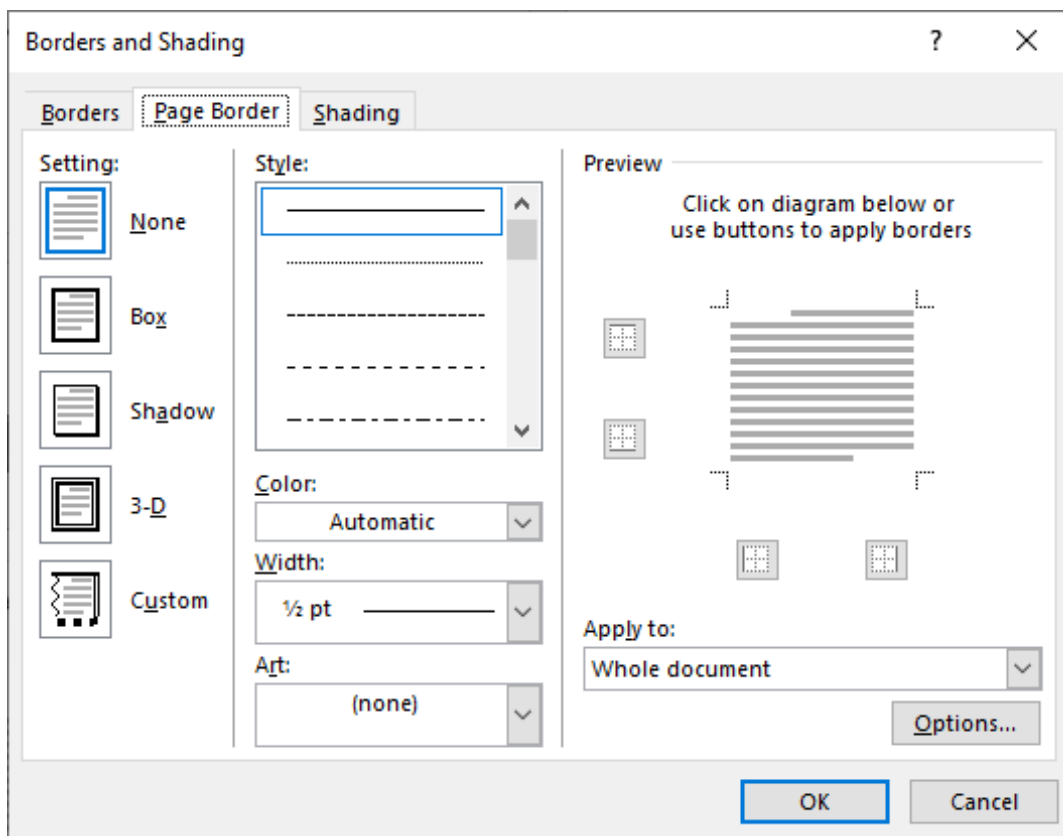 Borders and Shading
?
Borders Page Border Shading
Setting:
None
Box
Shadow
3-D
Custom
Style:
Color:
Automatic
Width:
½ pt
Art:
(none)
Preview
Click on diagram below or
use buttons to apply borders
Apply to:
Whole document
Options...
OK Cancel